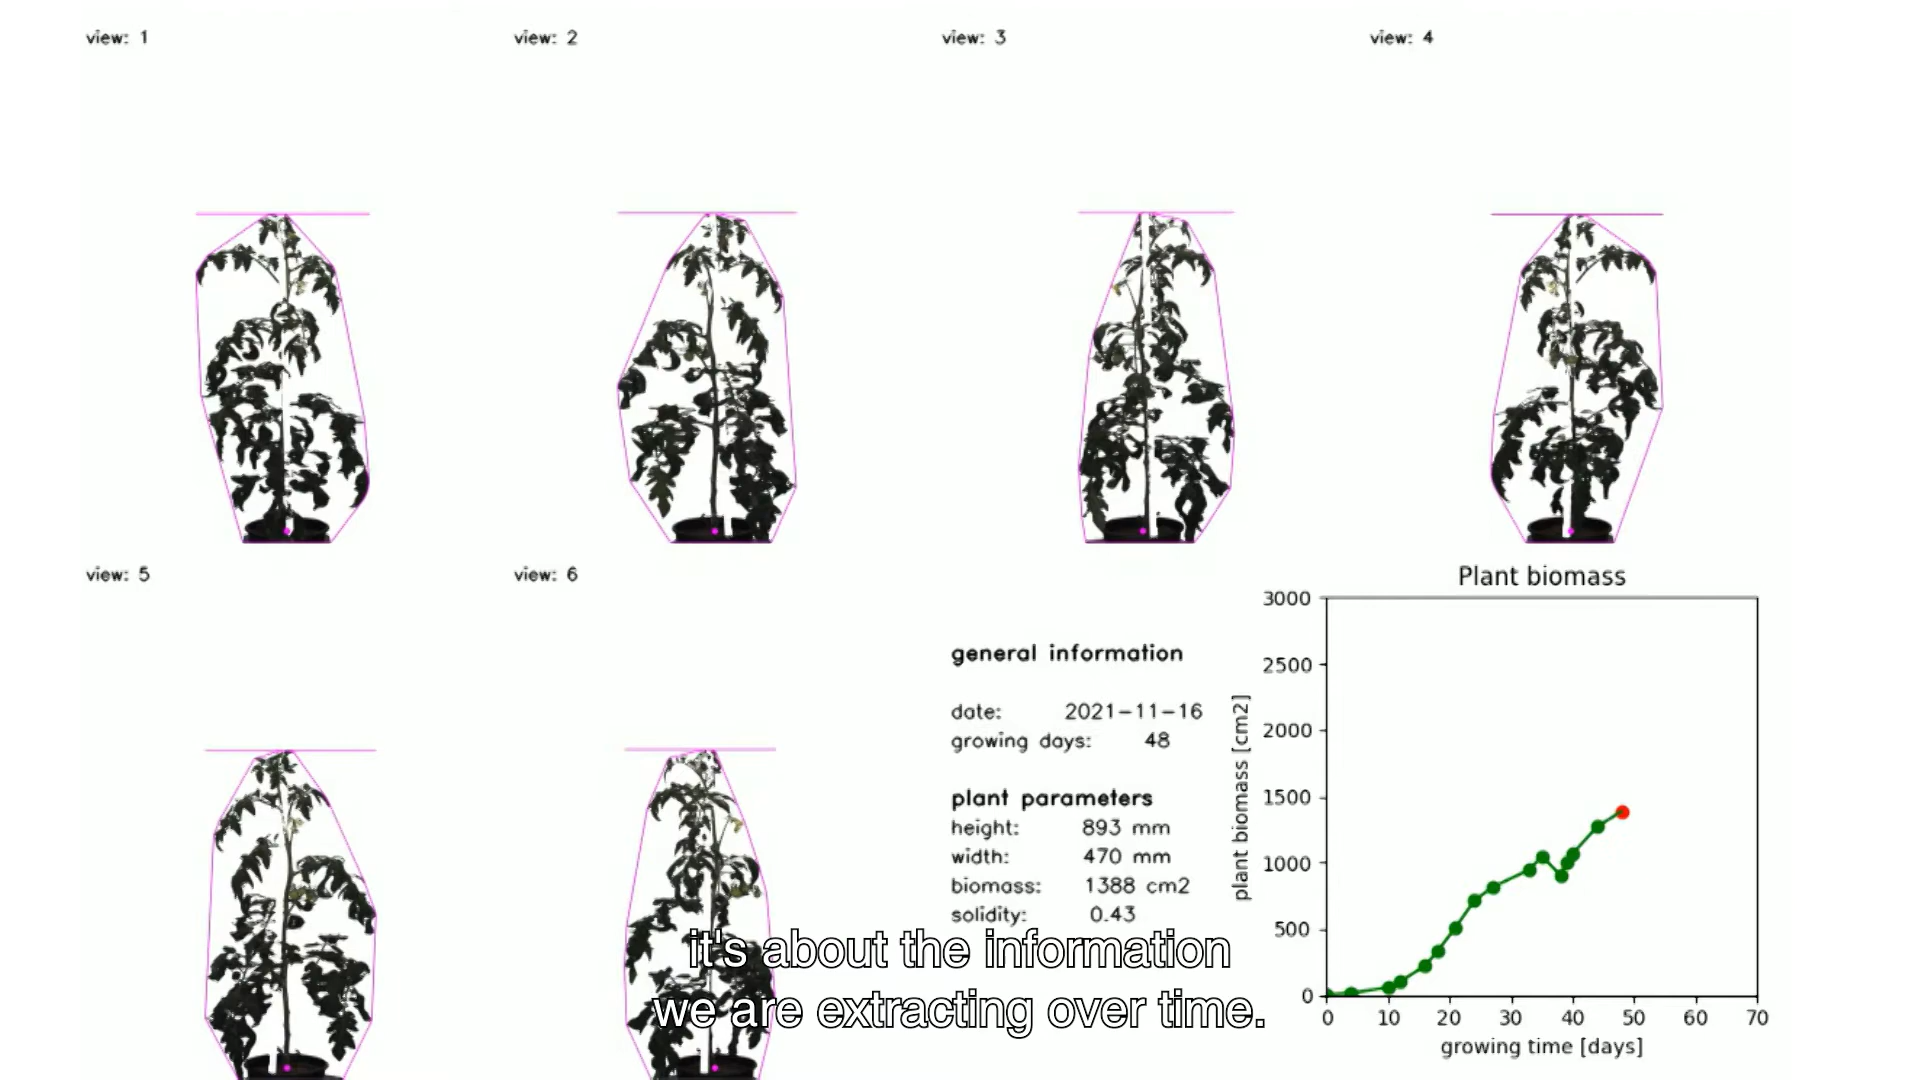 view: 1
view: 2
view: 3
view: 4
view: 5
view: 6
general information
date: 2021-11-16
growing days: 48
plant parameters
height: 893 mm
width: 470 mm
biomass: 1388 cm2
solidity: 0.43
Plant biomass
3000
2500
2000
1500
1000
500
0
plant biomass [cm2]
0 10 20 30 40 50 60 70
growing time [days]
it's about the information
we are extracting over time.